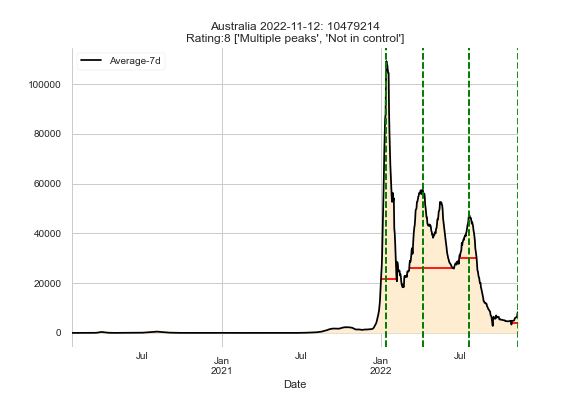 Australia 2022-11-12: 10479214
Rating:8 ['Multiple peaks', 'Not in control']
Average-7d
100000
80000
60000
40000
20000
0
Jul
Jan
2021
Jul
Jan
2022
Jul
Date